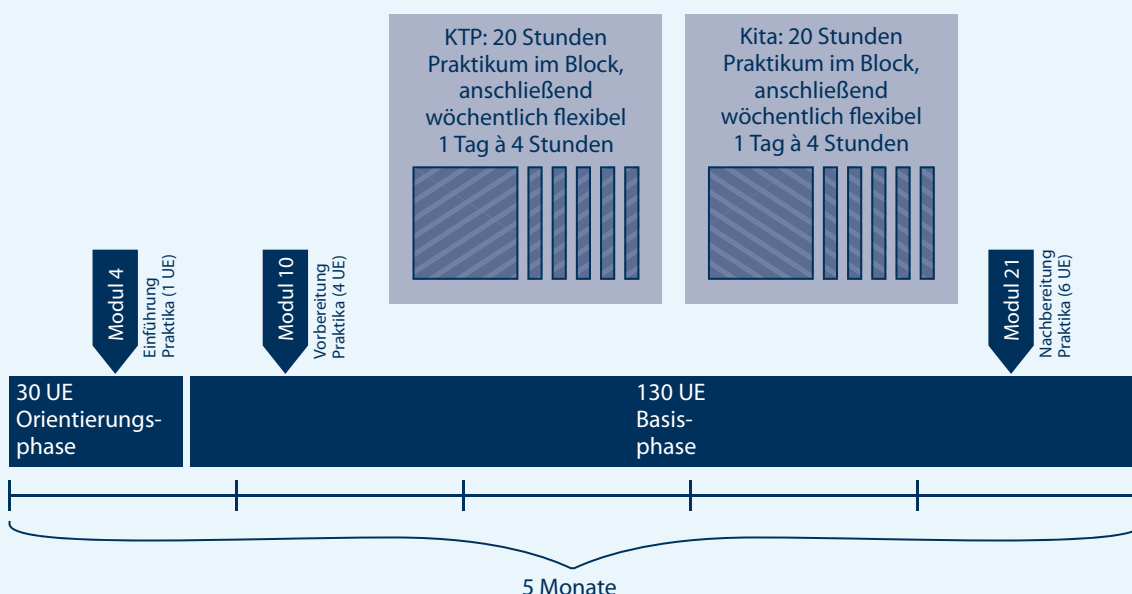 KTP: 20 Stunden
Praktikum im Block,
anschließend
wöchentlich flexibel
1 Tag à 4 Stunden
Kita: 20 Stunden
Praktikum im Block,
anschließend
wöchentlich flexibel
1 Tag à 4 Stunden
Modul 4
Einführung
Praktika (1 UE)
Modul 10
Vorbereitung
Praktika (4 UE)
Modul 21
Nachbereitung
Praktika (6 UE)
30 UE
Orientierungs-
phase
130 UE
Basis-
phase
5 Monate